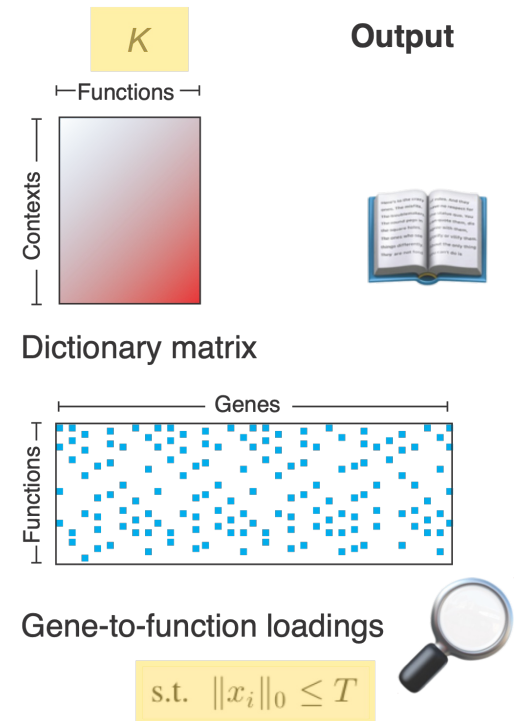 K
Output
Functions
Contexts
Dictionary matrix
Genes
Functions
Gene-to-function loadings
s.t. ‖x_i‖_0 ≤ T